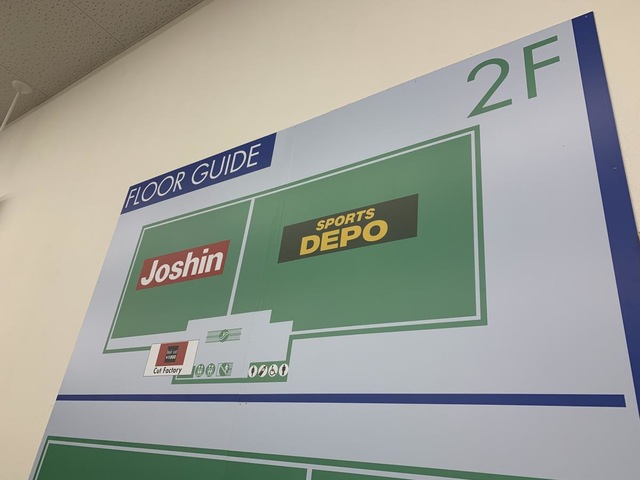 2F
FLOOR GUIDE
SPORTS
DEPO
Joshin
Cut Factory